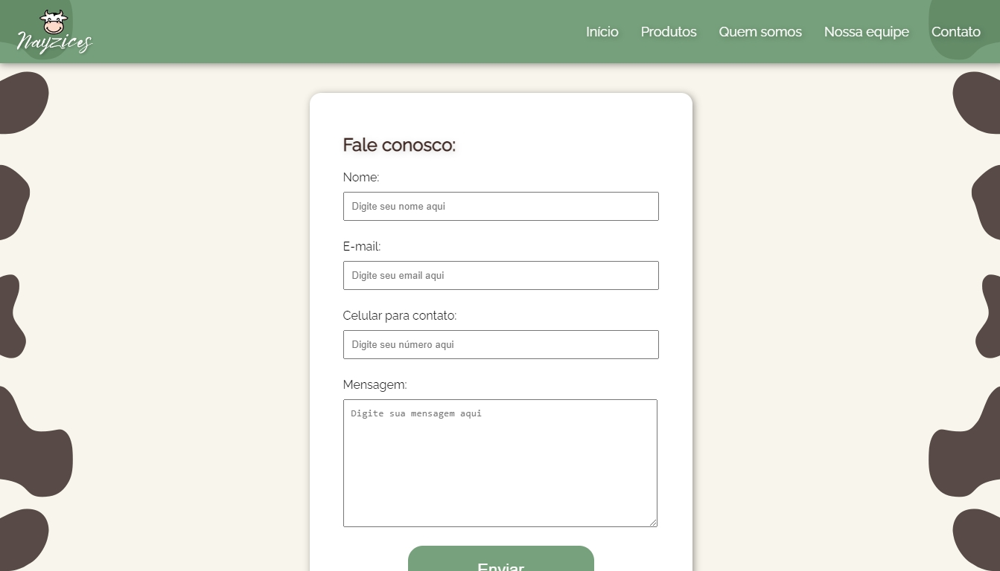 Nayzices
Início Produtos Quem somos Nossa equipe Contato
Fale conosco:
Nome:
Digite seu nome aqui
E-mail:
Digite seu email aqui
Celular para contato:
Digite seu número aqui
Mensagem:
Digite sua mensagem aqui
Enviar